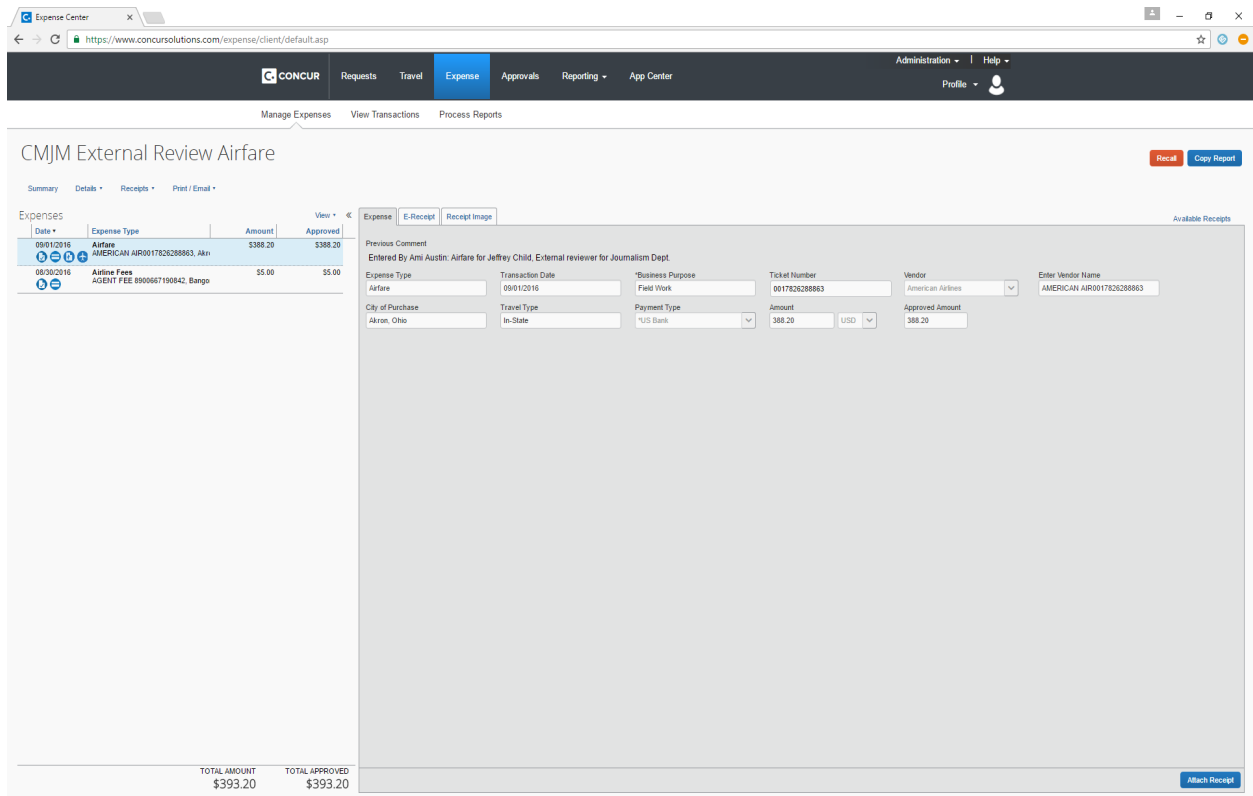 Expense Center
https://www.concursolutions.com/expense/client/default.asp
Administration | Help
C. CONCUR Requests Travel Expense Approvals Reporting App Center
Profile
Manage Expenses View Transactions Process Reports
CMJM External Review Airfare
Recall Copy Report
Summary Details Receipts Print / Email
Expenses View «
Date Expense Type Amount Approved
09/01/2016 Airfare $388.20 $388.20
AMERICAN AIR0017826288863, Akr
08/30/2016 Airline Fees $5.00 $5.00
AGENT FEE 8900667190842, Bango
TOTAL AMOUNT TOTAL APPROVED
$393.20 $393.20
Expense E-Receipt Receipt Image
Available Receipts
Previous Comment
Entered By Ami Austin: Airfare for Jeffrey Child, External reviewer for Journalism Dept.
Expense Type Transaction Date *Business Purpose Ticket Number Vendor Enter Vendor Name
Airfare 09/01/2016 Field Work 0017826288863 American Airlines AMERICAN AIR0017826288863
City of Purchase Travel Type Payment Type Amount Approved Amount
Akron, Ohio In-State *US Bank 388.20 USD 388.20
Attach Receipt